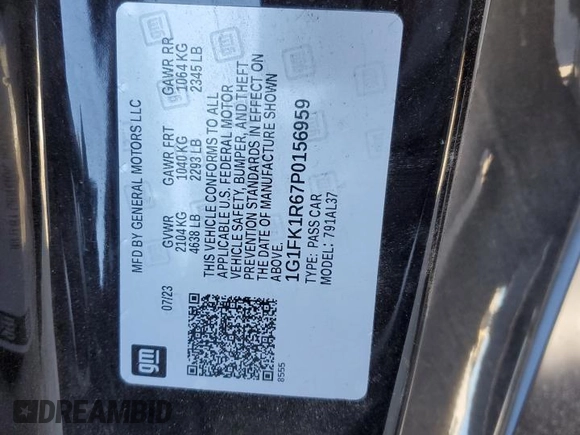 MFD BY GENERAL MOTORS LLC
07/23
GVWR GAWR FRT GAWR RR
2104 KG 1040 KG 1064 KG
4639 LB 2293 LB 2345 LB
THIS VEHICLE CONFORMS TO ALL
APPLICABLE U.S. FEDERAL MOTOR
VEHICLE SAFETY, BUMPER, AND THEFT
PREVENTION STANDARDS IN EFFECT ON
THE DATE OF MANUFACTURE SHOWN
ABOVE.
1G1FK1R67P0156959
TYPE: PASS CAR
MODEL: 791AL37
gm
8555
DREAMBID